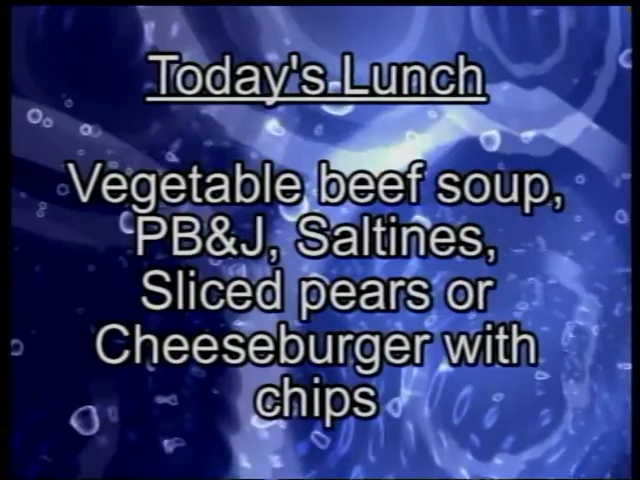 Today's Lunch
Vegetable beef soup,
PB&J, Saltines,
Sliced pears or
Cheeseburger with
chips